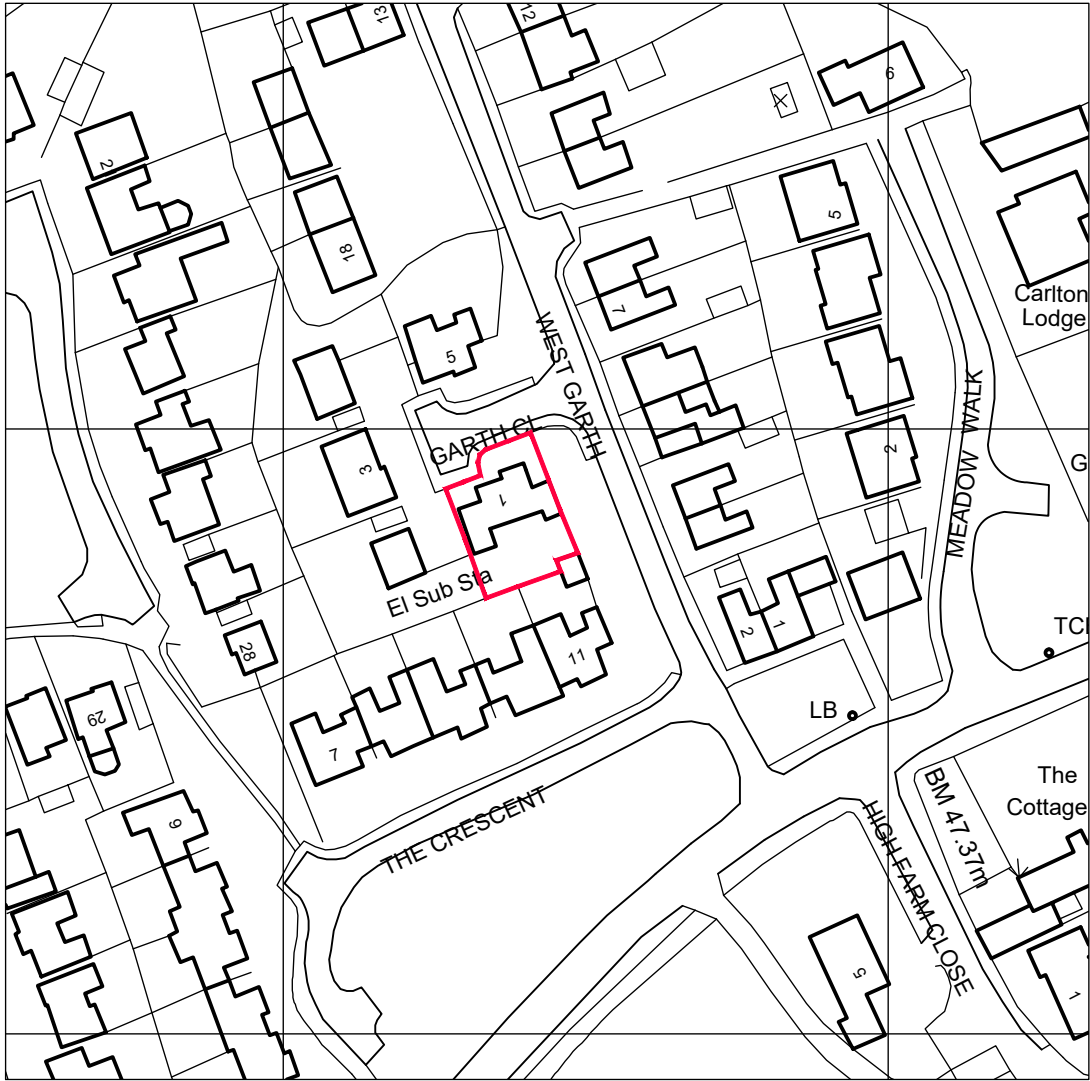 13
12
6
2
5
18
Carlton
Lodge
7
WEST GARTH
5
GARTH CL
MEADOW WALK
3
1
2
G
El Sub Sta
TC
2
1
28
11
LB
29
7
The
Cottage
BM 47.37m
THE CRESCENT
HIGH FARM CLOSE
9
5
1